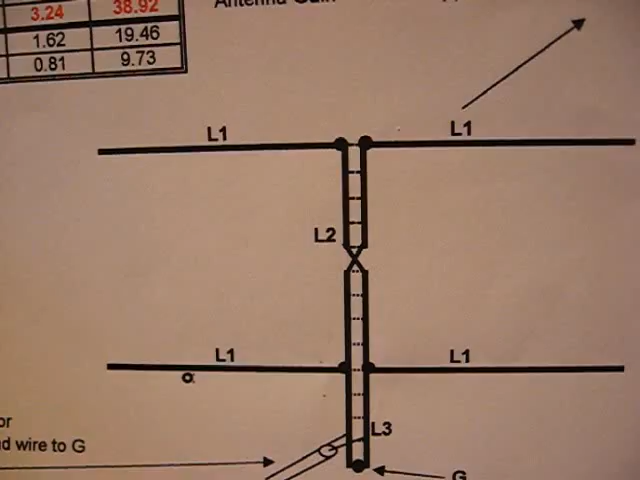 3.24 38.92
1.62 19.46
0.81 9.73
Antenna Gain
L1 L1
L2
L1 L1
L3
or
d wire to G
G